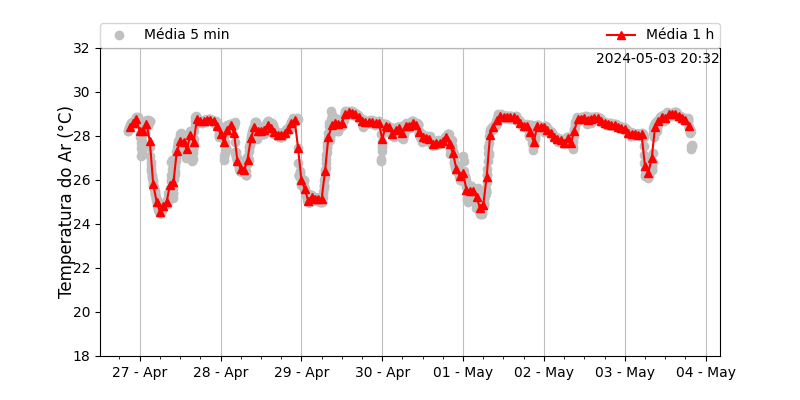 Média 5 min
Média 1 h
2024-05-03 20:32
Temperatura do Ar (°C)
32
30
28
26
24
22
20
18
27 - Apr
28 - Apr
29 - Apr
30 - Apr
01 - May
02 - May
03 - May
04 - May